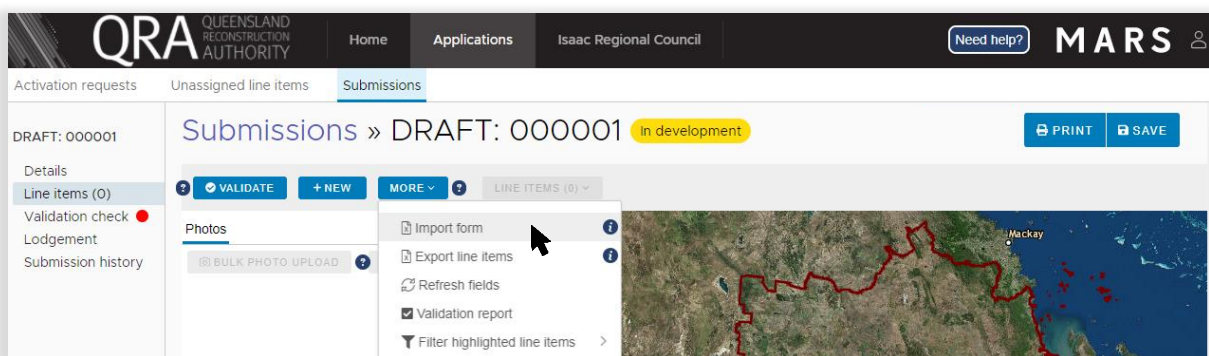 QRA QUEENSLAND RECONSTRUCTION AUTHORITY
Home Applications Isaac Regional Council Need help? MARS
Activation requests Unassigned line items Submissions
DRAFT: 000001
Details
Line items (0)
Validation check
Lodgement
Submission history
Submissions » DRAFT: 000001 In development PRINT SAVE
? VALIDATE + NEW MORE ? LINE ITEMS (0)
Photos
BULK PHOTO UPLOAD ?
Import form i
Export line items i
Refresh fields
Validation report
Filter highlighted line items >
Mackay